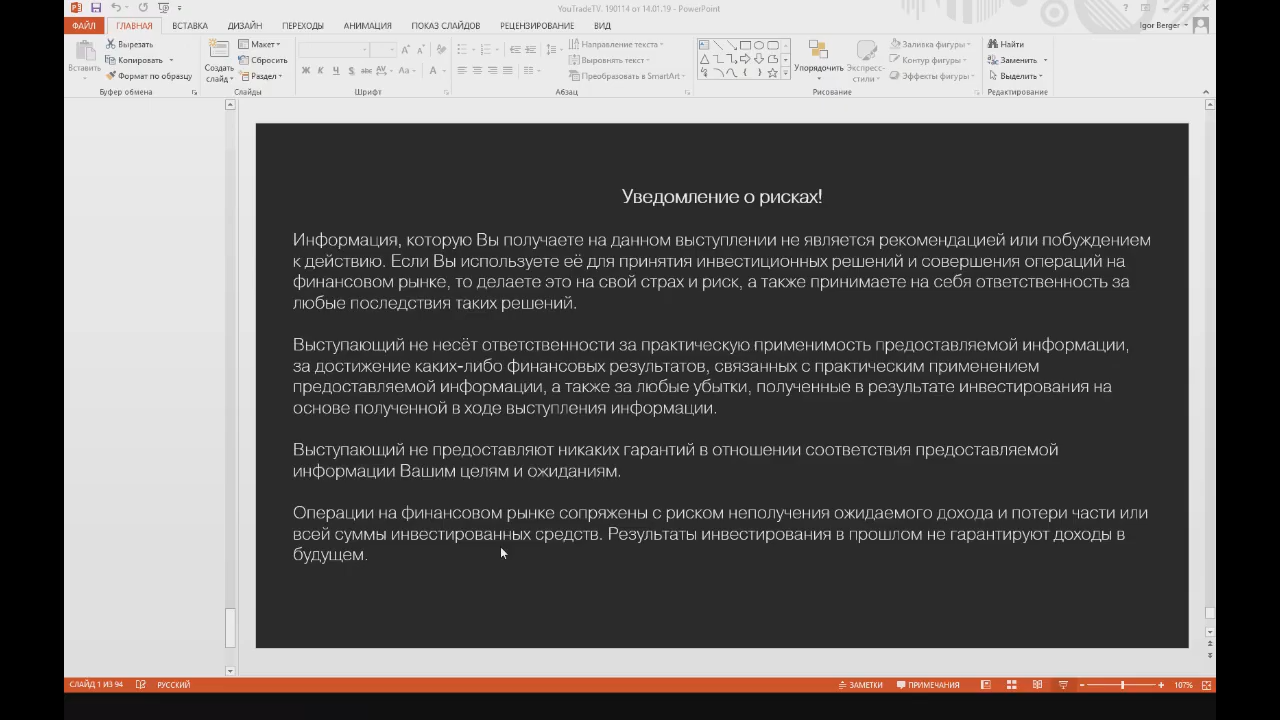 YouTradeTV. 190114 от 14.01.19 - PowerPoint
ФАЙЛ ГЛАВНАЯ ВСТАВКА ДИЗАЙН ПЕРЕХОДЫ АНИМАЦИЯ ПОКАЗ СЛАЙДОВ РЕЦЕНЗИРОВАНИЕ ВИД Igor Berger
Вставить
Вырезать
Копировать
Формат по образцу
Буфер обмена
Создать слайд
Макет
Сбросить
Раздел
Слайды
Ж К Ч S abc AV Aa A
Шрифт
Направление текста
Выровнять текст
Преобразовать в SmartArt
Абзац
Упорядочить
Экспресс-стили
Заливка фигуры
Контур фигуры
Эффекты фигуры
Рисование
Найти
Заменить
Выделить
Редактирование
Уведомление о рисках!
Информация, которую Вы получаете на данном выступлении не является рекомендацией или побуждением
к действию. Если Вы используете её для принятия инвестиционных решений и совершения операций на
финансовом рынке, то делаете это на свой страх и риск, а также принимаете на себя ответственность за
любые последствия таких решений.
Выступающий не несёт ответственности за практическую применимость предоставляемой информации,
за достижение каких-либо финансовых результатов, связанных с практическим применением
предоставляемой информации, а также за любые убытки, полученные в результате инвестирования на
основе полученной в ходе выступления информации.
Выступающий не предоставляют никаких гарантий в отношении соответствия предоставляемой
информации Вашим целям и ожиданиям.
Операции на финансовом рынке сопряжены с риском неполучения ожидаемого дохода и потери части или
всей суммы инвестированных средств. Результаты инвестирования в прошлом не гарантируют доходы в
будущем.
СЛАЙД 1 ИЗ 94 РУССКИЙ ЗАМЕТКИ ПРИМЕЧАНИЯ 107%